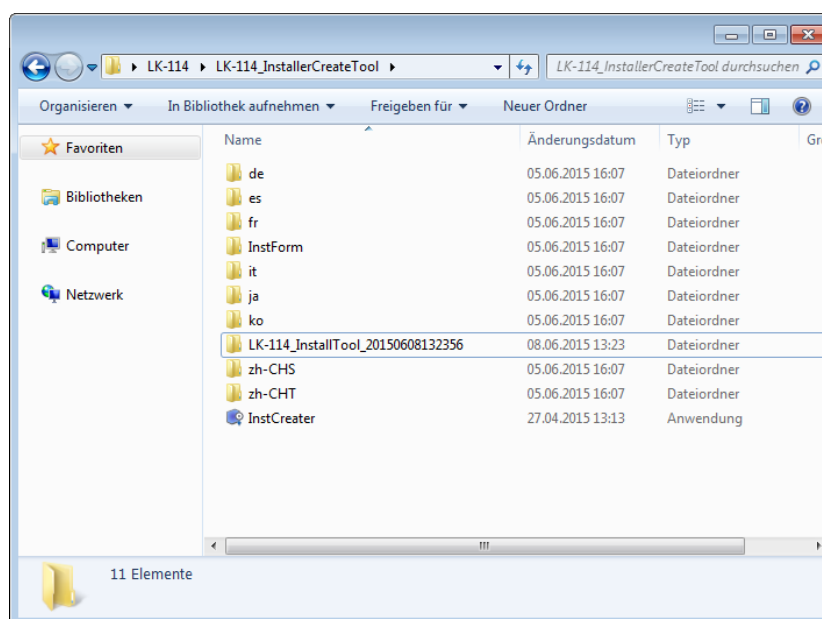 LK-114 LK-114_InstallerCreateTool LK-114_InstallerCreateTool durchsuchen
Organisieren In Bibliothek aufnehmen Freigeben für Neuer Ordner
Favoriten
Bibliotheken
Computer
Netzwerk
Name Änderungsdatum Typ
de 05.06.2015 16:07 Dateiordner
es 05.06.2015 16:07 Dateiordner
fr 05.06.2015 16:07 Dateiordner
InstForm 05.06.2015 16:07 Dateiordner
it 05.06.2015 16:07 Dateiordner
ja 05.06.2015 16:07 Dateiordner
ko 05.06.2015 16:07 Dateiordner
LK-114_InstallTool_20150608132356 08.06.2015 13:23 Dateiordner
zh-CHS 05.06.2015 16:07 Dateiordner
zh-CHT 05.06.2015 16:07 Dateiordner
InstCreater 27.04.2015 13:13 Anwendung
11 Elemente